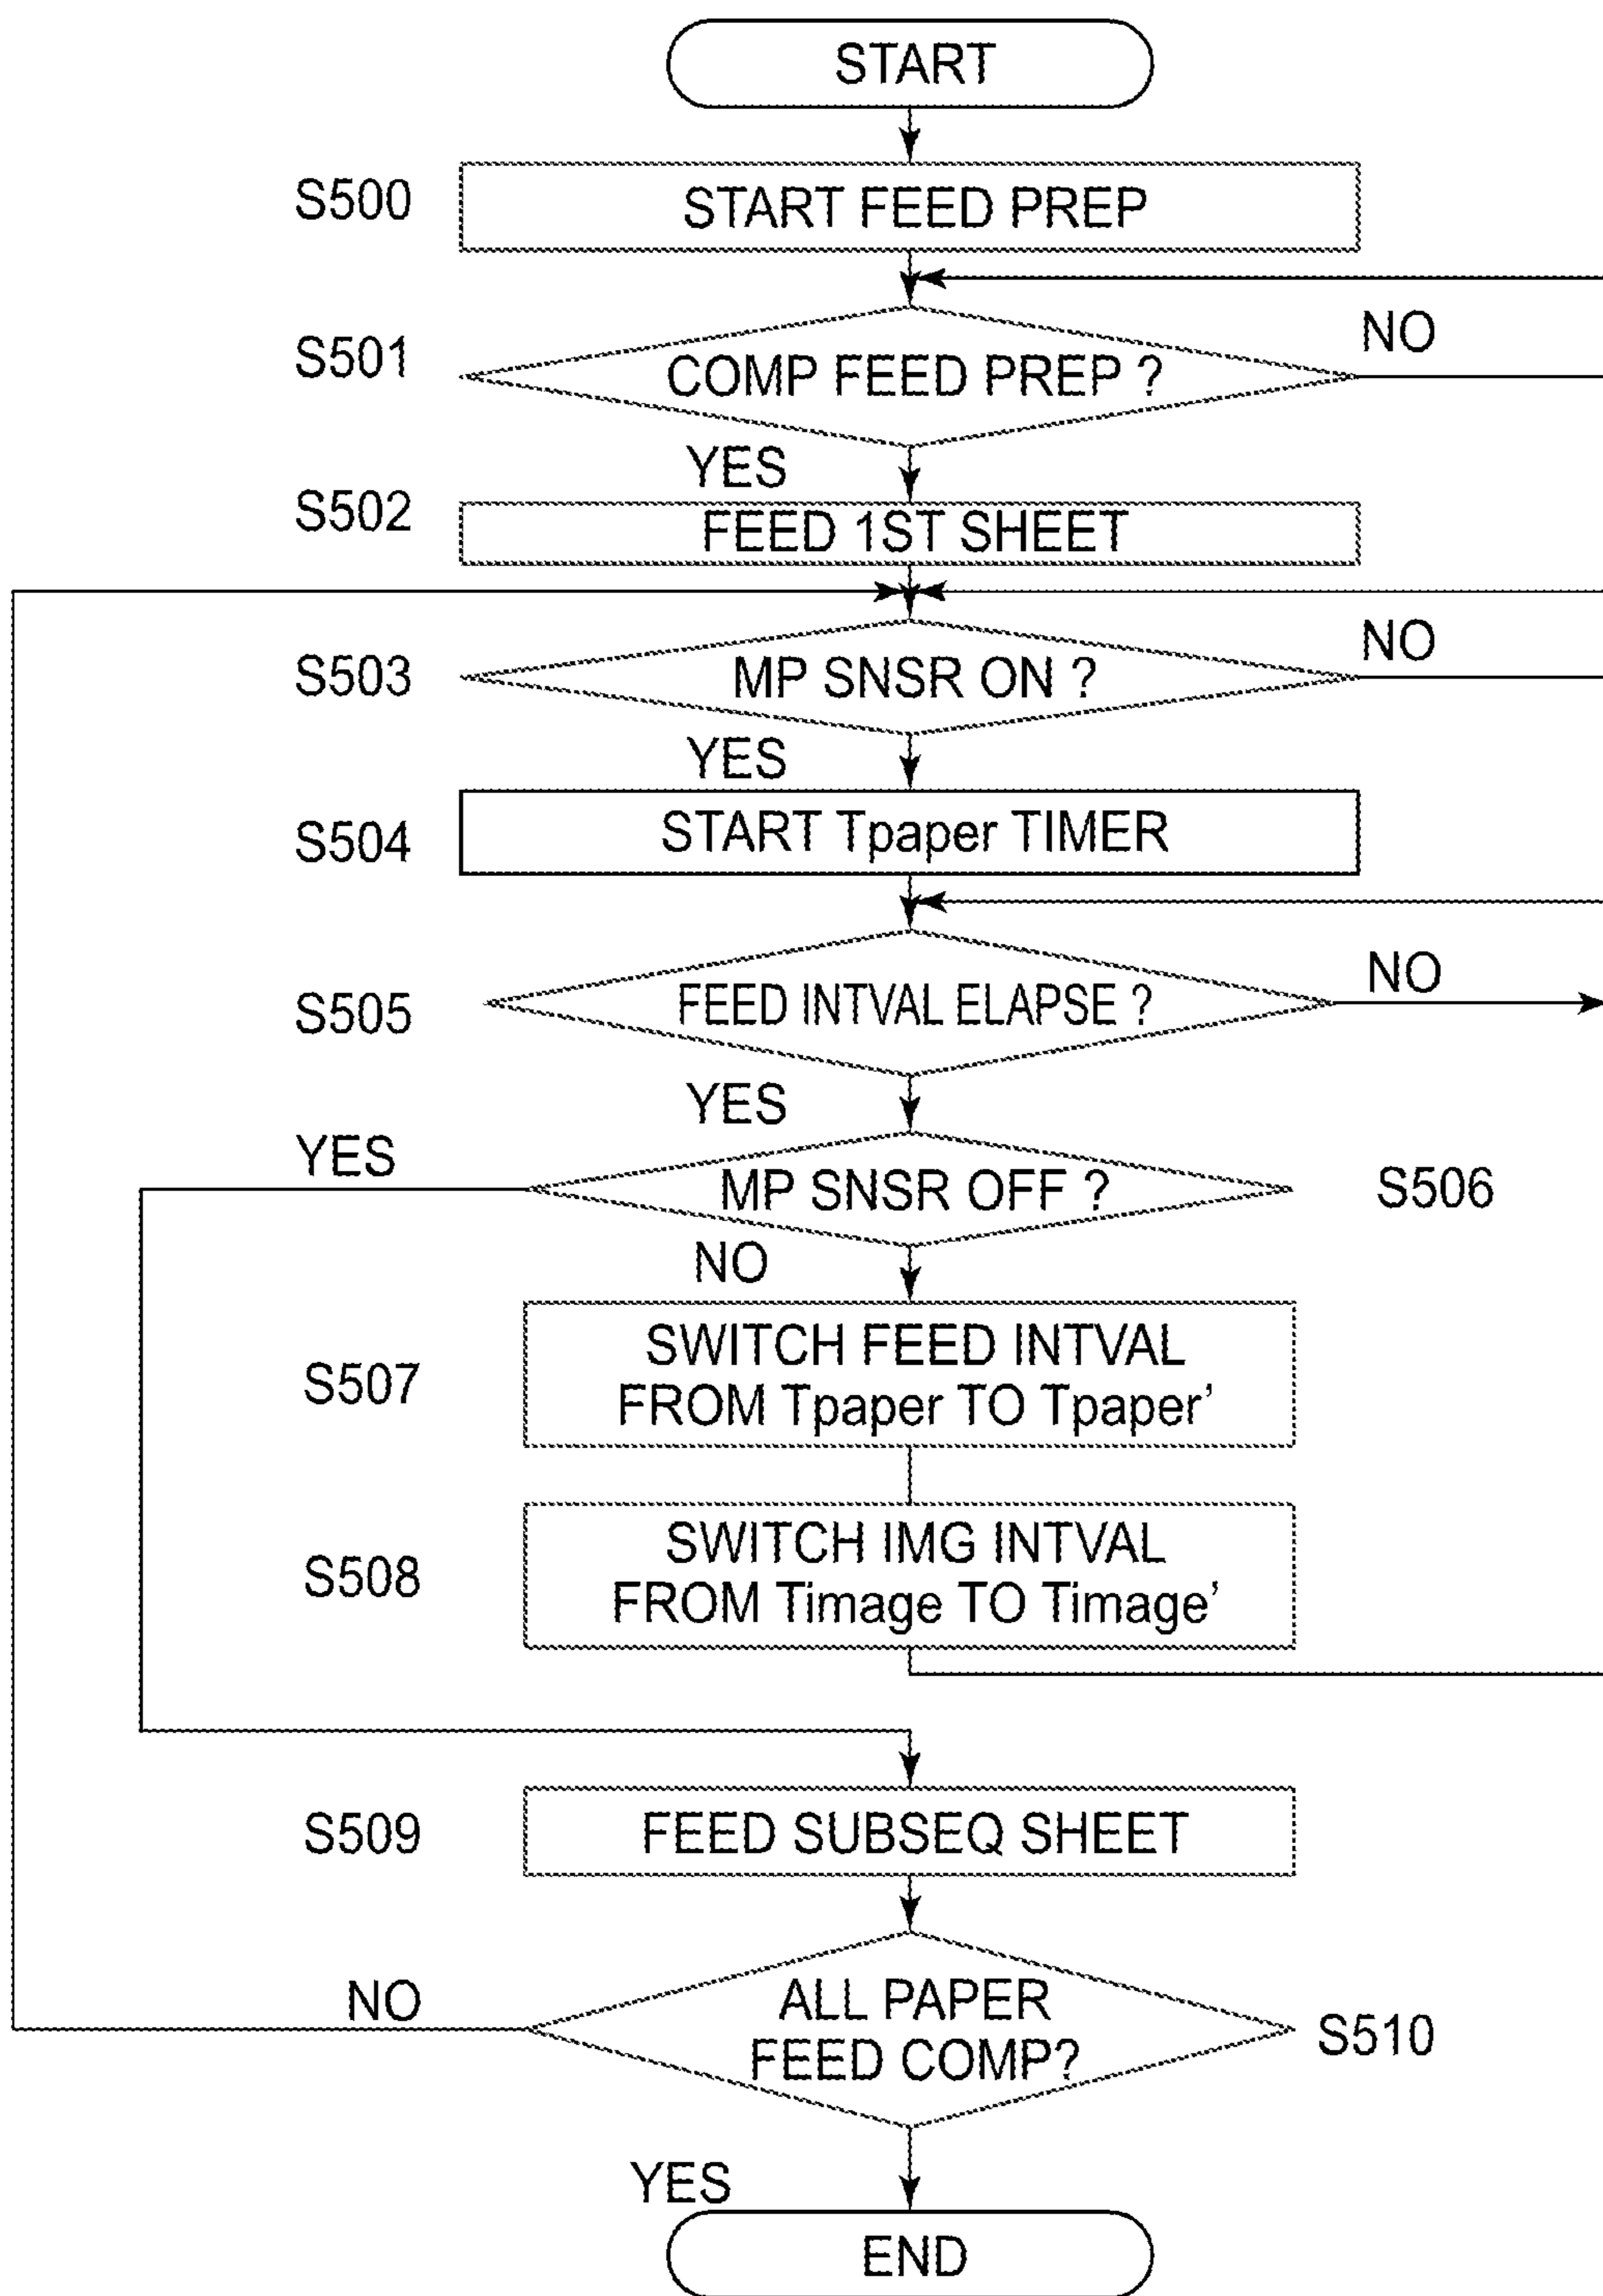 START
S500
START FEED PREP
S501
COMP FEED PREP ?
NO
YES
S502
FEED 1ST SHEET
S503
MP SNSR ON ?
NO
YES
S504
START Tpaper TIMER
S505
FEED INTVAL ELAPSE ?
NO
YES
YES
MP SNSR OFF ?
S506
NO
S507
SWITCH FEED INTVAL
FROM Tpaper TO Tpaper’
S508
SWITCH IMG INTVAL
FROM Timage TO Timage’
S509
FEED SUBSEQ SHEET
NO
ALL PAPER
FEED COMP?
S510
YES
END